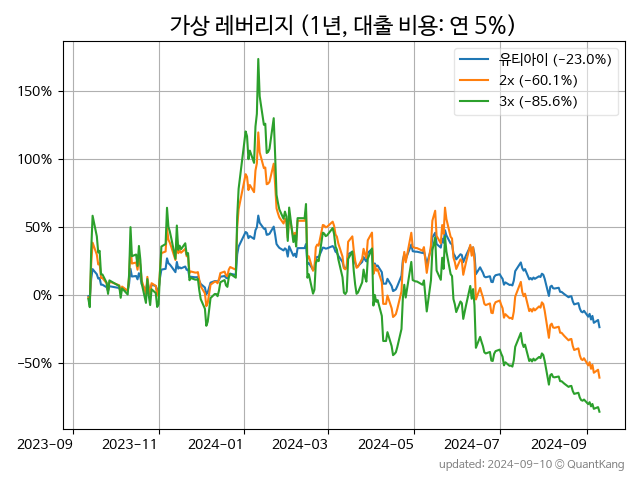 가상 레버리지 (1년, 대출 비용: 연 5%)
유티아이 (-23.0%)
2x (-60.1%)
3x (-85.6%)
150%
100%
50%
0%
-50%
2023-09 2023-11 2024-01 2024-03 2024-05 2024-07 2024-09
updated: 2024-09-10 © QuantKang